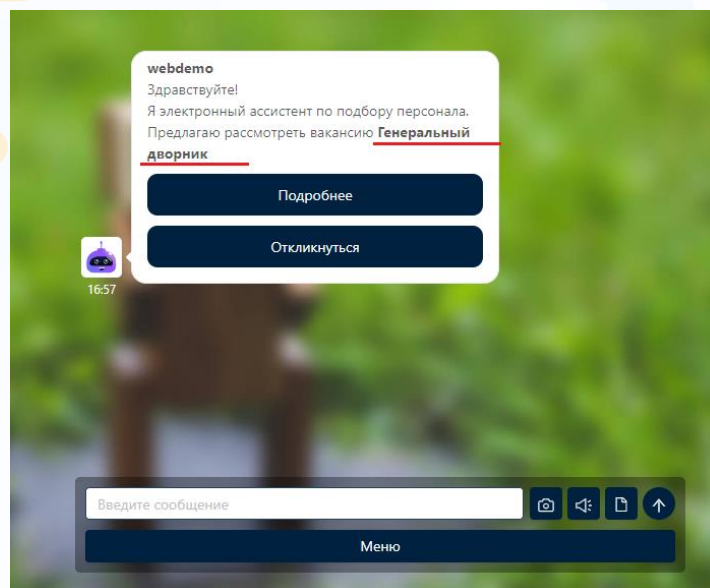 webdemo
Здравствуйте!
Я электронный ассистент по подбору персонала.
Предлагаю рассмотреть вакансию Генеральный
дворник
Подробнее
Откликнуться
16:57
Введите сообщение
Меню